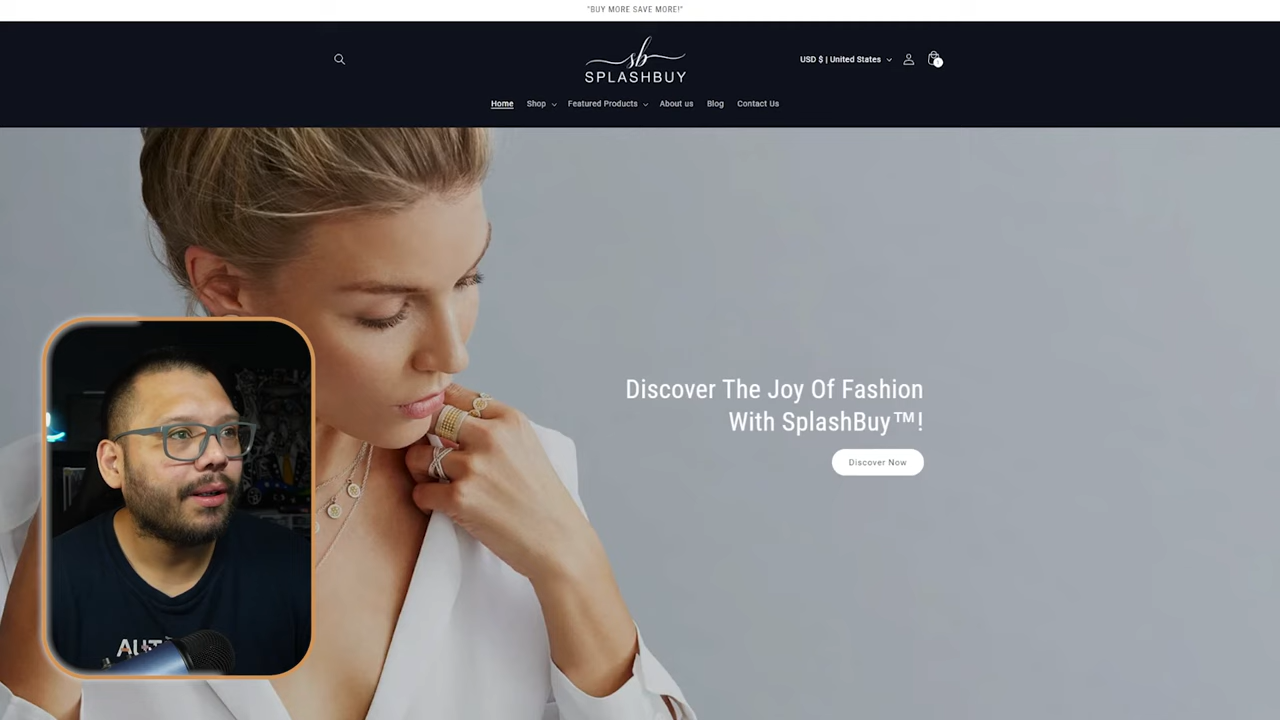 "BUY MORE SAVE MORE!"
sb
SPLASHBUY
USD $ | United States
Home Shop Featured Products About us Blog Contact Us
Discover The Joy Of Fashion
With SplashBuy™!
Discover Now